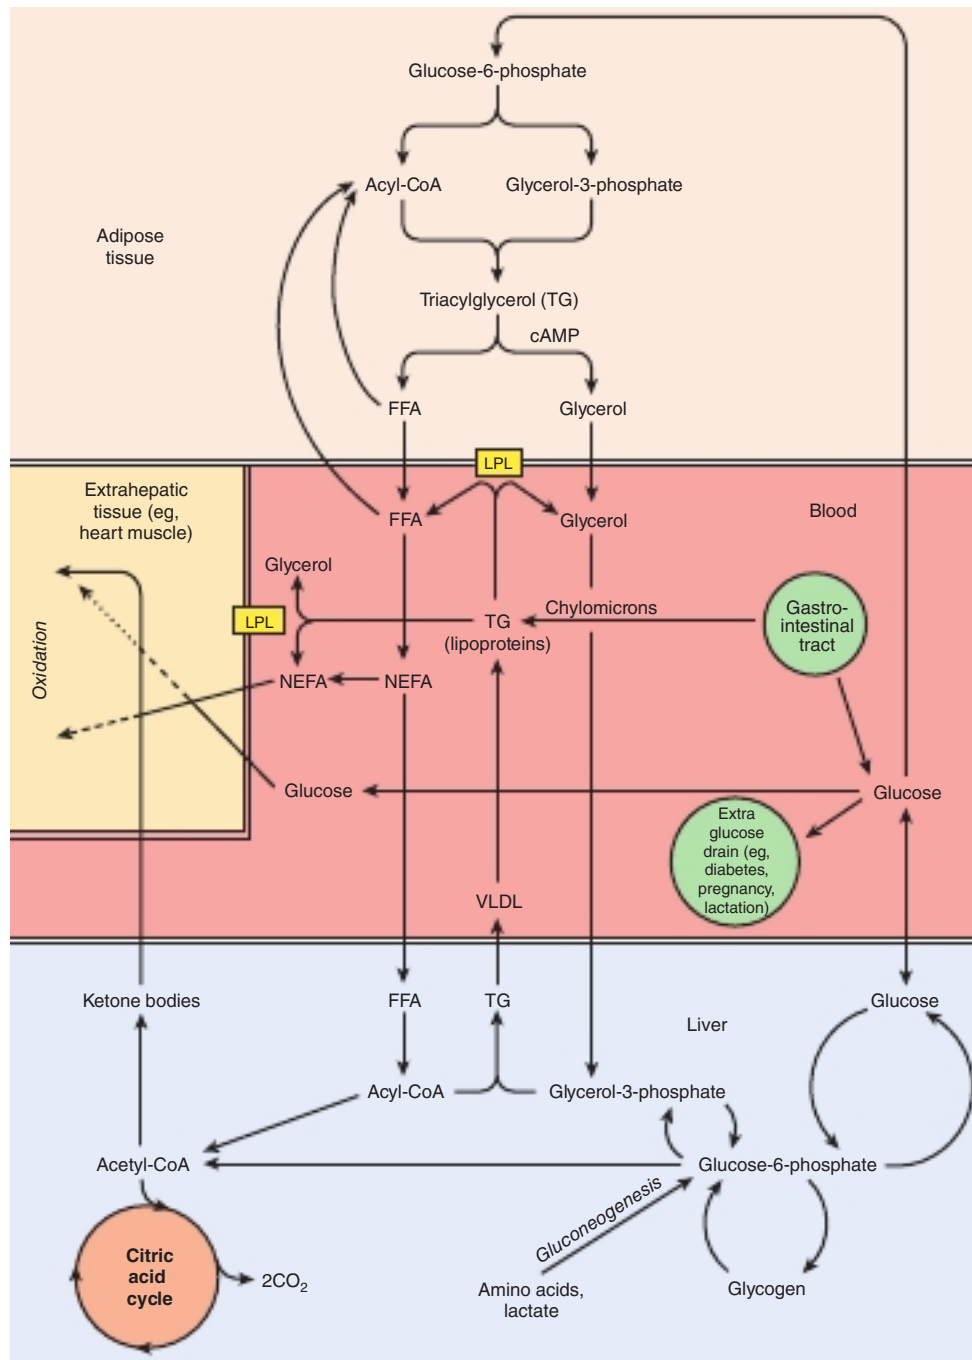 Glucose-6-phosphate
Acyl-CoA
Glycerol-3-phosphate
Adipose
tissue
Triacylglycerol (TG)
cAMP
FFA
Glycerol
LPL
Extrahepatic
tissue (eg,
heart muscle)
FFA
Glycerol
Blood
Glycerol
Chylomicrons
Gastro-
intestinal
tract
LPL
TG
(lipoproteins)
Oxidation
NEFA
NEFA
Glucose
Glucose
Extra
glucose
drain (eg,
diabetes,
pregnancy,
lactation)
VLDL
Ketone bodies
FFA
TG
Glucose
Liver
Acyl-CoA
Glycerol-3-phosphate
Acetyl-CoA
Glucose-6-phosphate
Gluconeogenesis
Citric
acid
cycle
2CO₂
Amino acids,
lactate
Glycogen